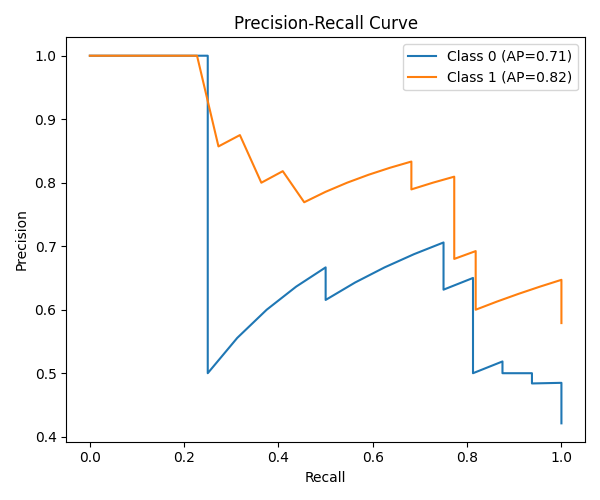 Precision-Recall Curve
Class 0 (AP=0.71)
Class 1 (AP=0.82)
Precision
1.0
0.9
0.8
0.7
0.6
0.5
0.4
0.0 0.2 0.4 0.6 0.8 1.0
Recall